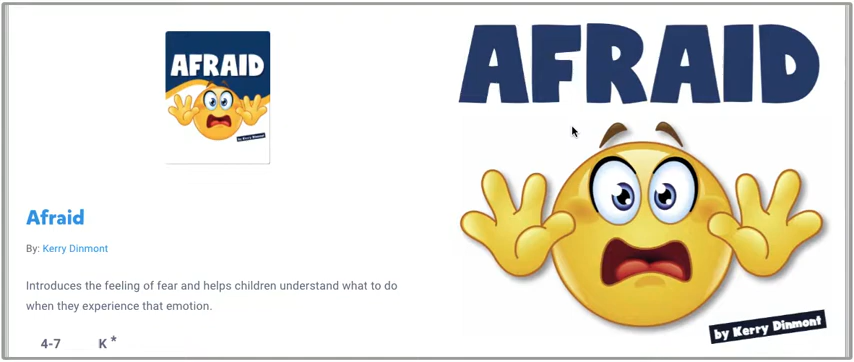 AFRAID
by Kerry Dinmont
Afraid
By: Kerry Dinmont
Introduces the feeling of fear and helps children understand what to do
when they experience that emotion.
4-7 K *
AFRAID
by Kerry Dinmont